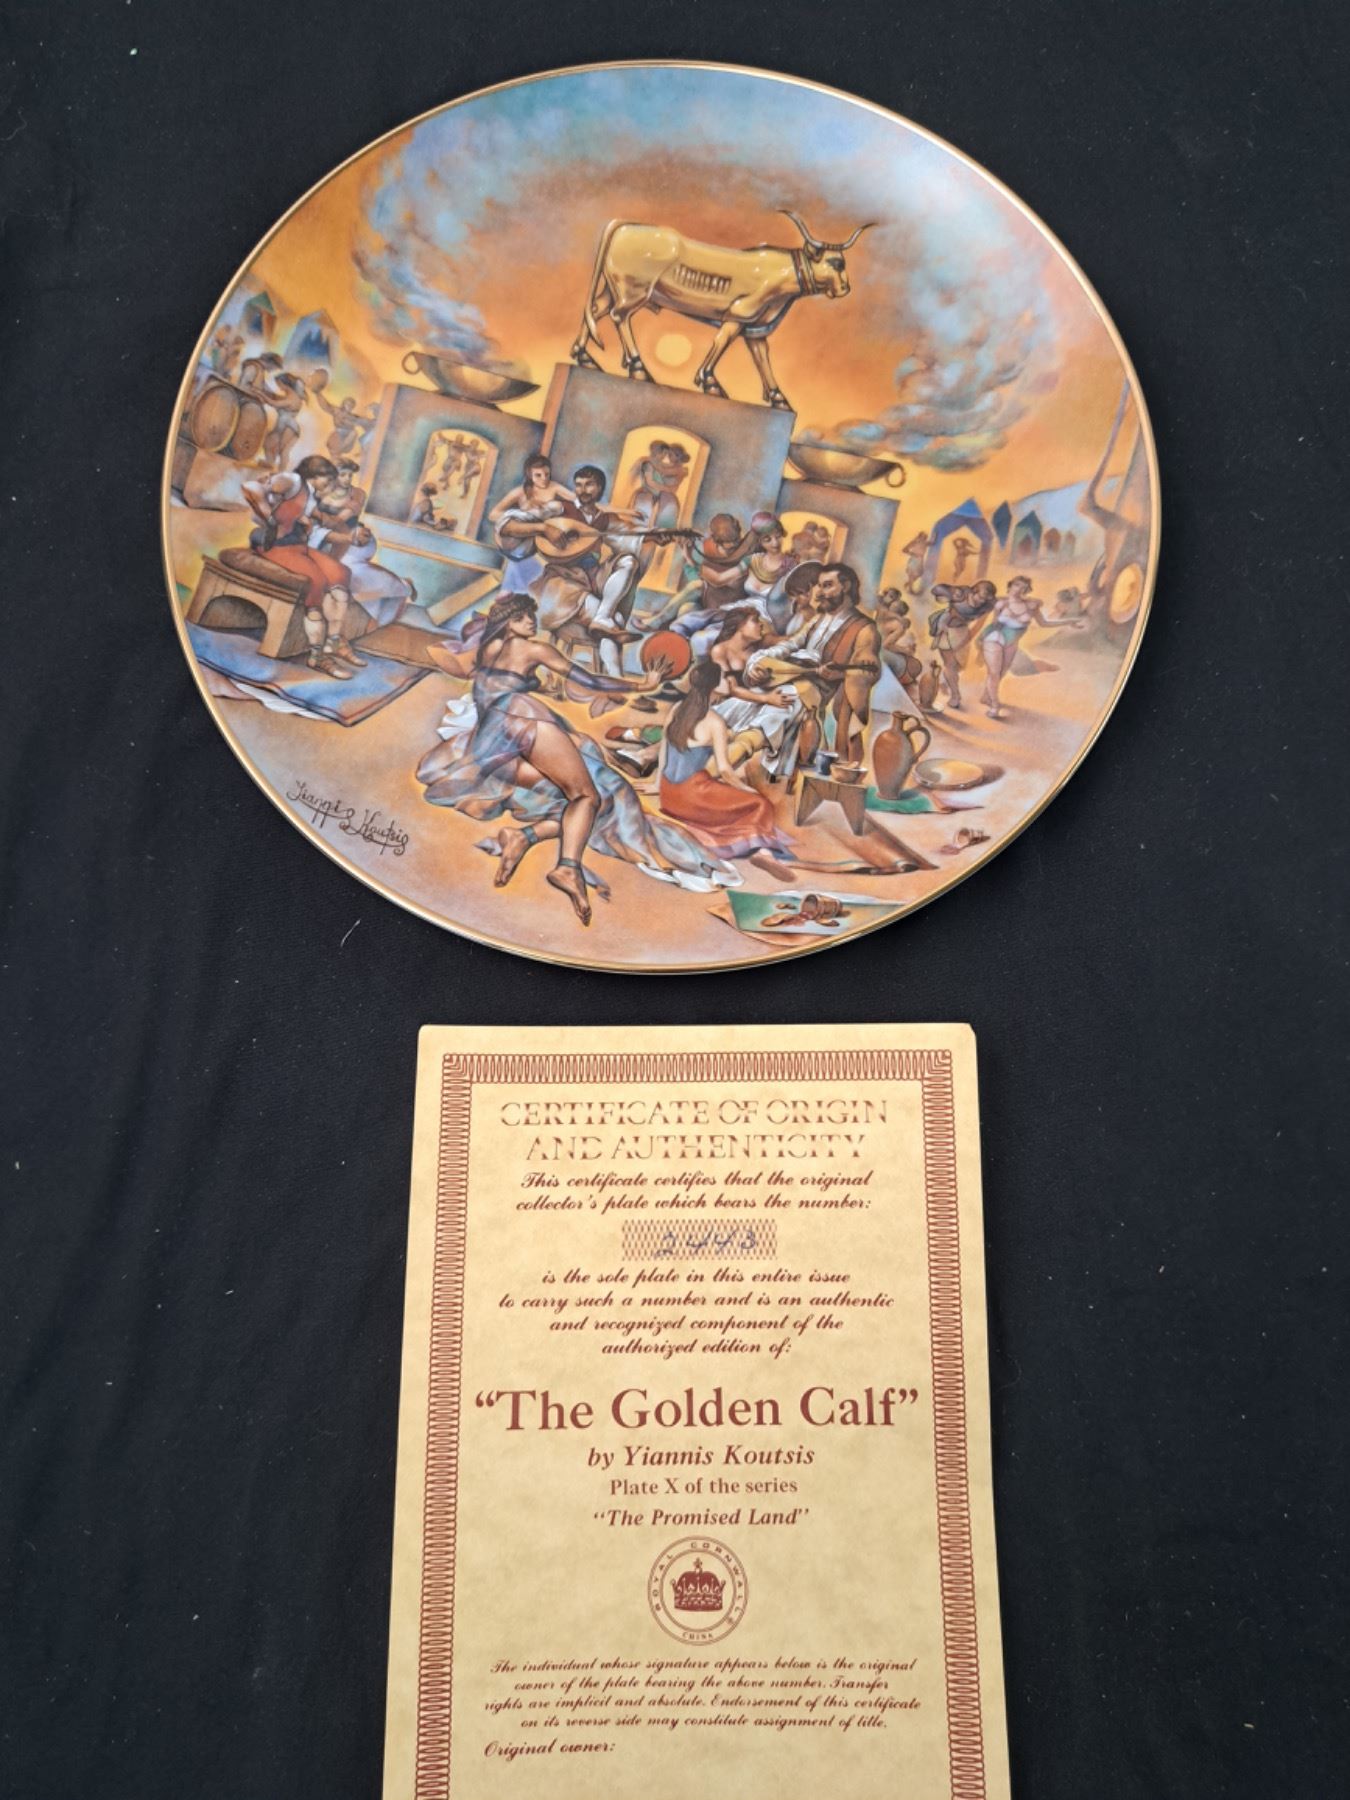 Yiannis Koutsis
CERTIFICATE OF ORIGIN
AND AUTHENTICITY
This certificate certifies that the original
collector's plate which bears the number:
2443
is the sole plate in this entire issue
to carry such a number and is an authentic
and recognized component of the
authorized edition of:
“The Golden Calf”
by Yiannis Koutsis
Plate X of the series
“The Promised Land”
ROYAL CORNWALL
CHINA
The individual whose signature appears below is the original
owner of the plate bearing the above number. Transfer
rights are implicit and absolute. Endorsement of this certificate
on its reverse side may constitute assignment of title.
Original owner: